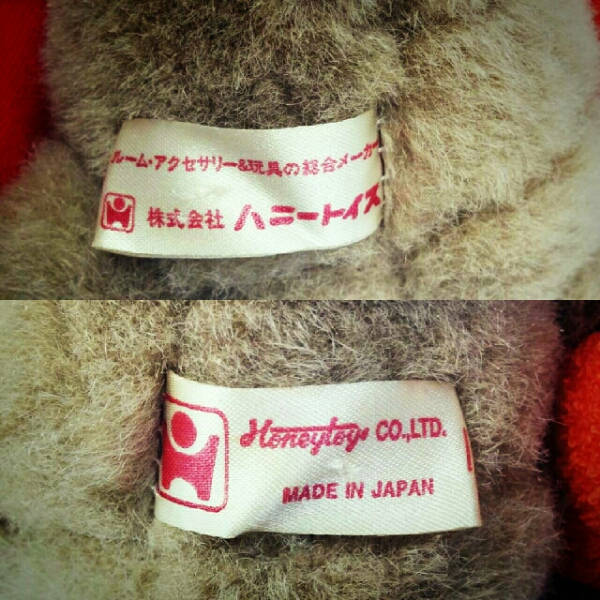 ルーム・アクセサリー&玩具の総合メーカー
株式会社 ハニートイズ
Honeytoys CO.,LTD.
MADE IN JAPAN